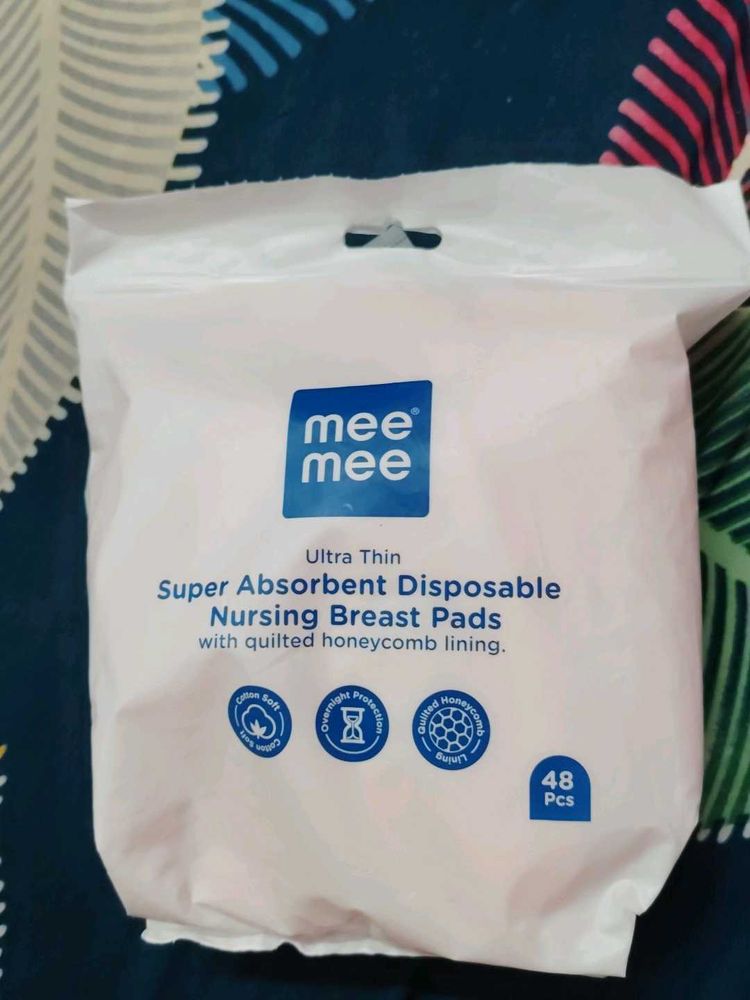 mee®
mee
Ultra Thin
Super Absorbent Disposable
Nursing Breast Pads
with quilted honeycomb lining.
Cotton Soft
Cotton Soft
Overnight Protection
Quilted Honeycomb
Lining
48
Pcs